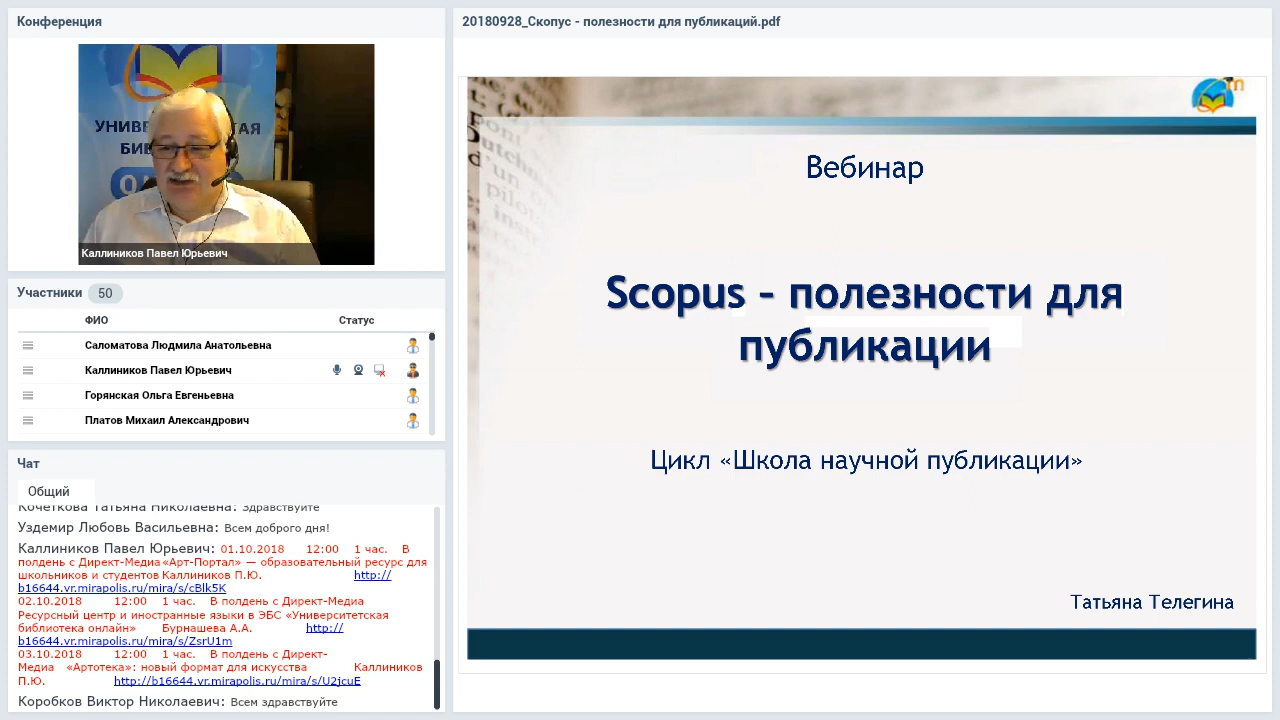 Конференция
УНИВЕ
АЯ
БИБ
Каллиников Павел Юрьевич
Участники 50
ФИО Статус
Саломатова Людмила Анатольевна
Каллиников Павел Юрьевич
Горянская Ольга Евгеньевна
Платов Михаил Александрович
Чат
Общий
Кочеткова Татьяна Николаевна: Здравствуйте
Уздемир Любовь Васильевна: Всем доброго дня!
Каллиников Павел Юрьевич: 01.10.2018 12:00 1 час. В
полдень с Директ-Медиа «Арт-Портал» — образовательный ресурс для
школьников и студентов Каллиников П.Ю. http://
b16644.vr.mirapolis.ru/mira/s/cBlk5K
02.10.2018 12:00 1 час. В полдень с Директ-Медиа
Ресурсный центр и иностранные языки в ЭБС «Университетская
библиотека онлайн» Бурнашева А.А. http://
b16644.vr.mirapolis.ru/mira/s/ZsrU1m
03.10.2018 12:00 1 час. В полдень с Директ-
Медиа «Артотека»: новый формат для искусства Каллиников
П.Ю. http://b16644.vr.mirapolis.ru/mira/s/U2jcuE
Коробков Виктор Николаевич: Всем здравствуйте
20180928_Скопус - полезности для публикаций.pdf
Вебинар
Scopus – полезности для
публикации
Цикл «Школа научной публикации»
Татьяна Телегина